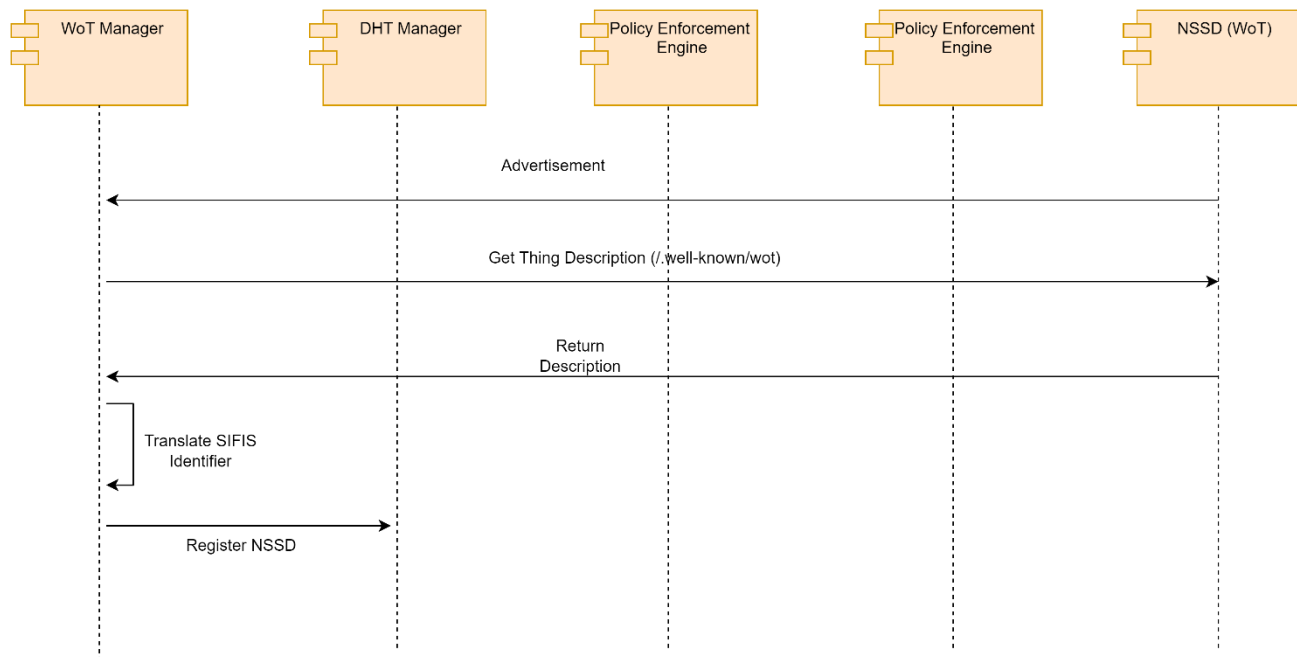 WoT Manager
DHT Manager
Policy Enforcement
Engine
Policy Enforcement
Engine
NSSD (WoT)
Advertisement
Get Thing Description (/.well-known/wot)
Return
Description
Translate SIFIS
Identifier
Register NSSD